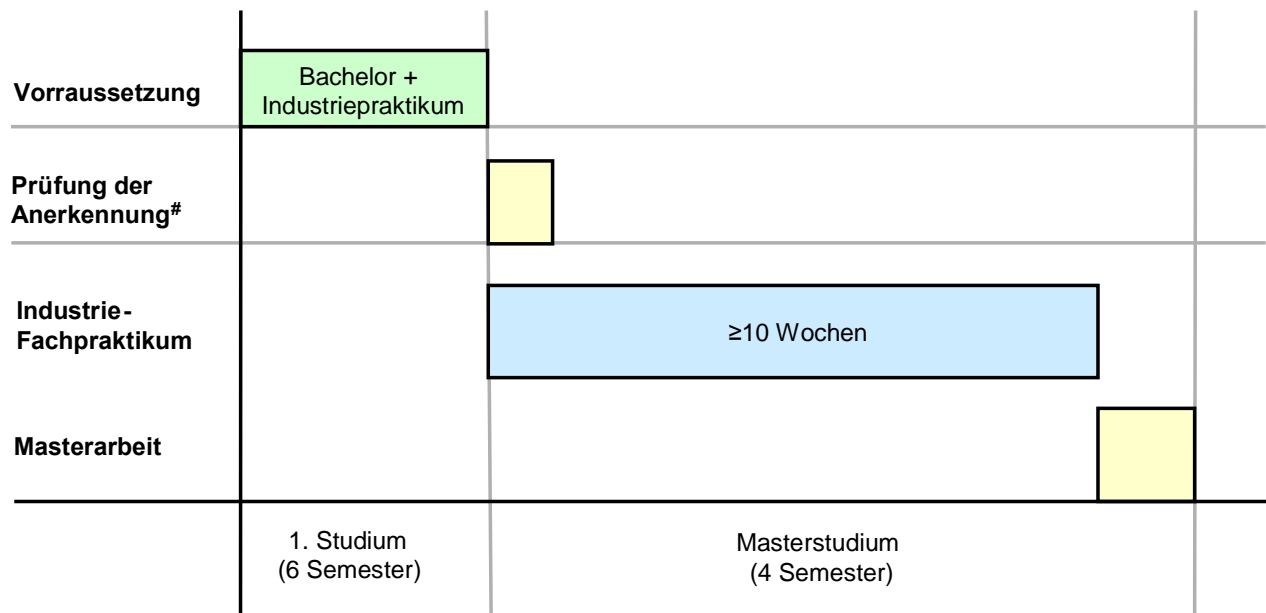 Vorraussetzung
Bachelor +
Industriepraktikum
Prüfung der
Anerkennung#
Industrie-
Fachpraktikum
≥10 Wochen
Masterarbeit
1. Studium
(6 Semester)
Masterstudium
(4 Semester)